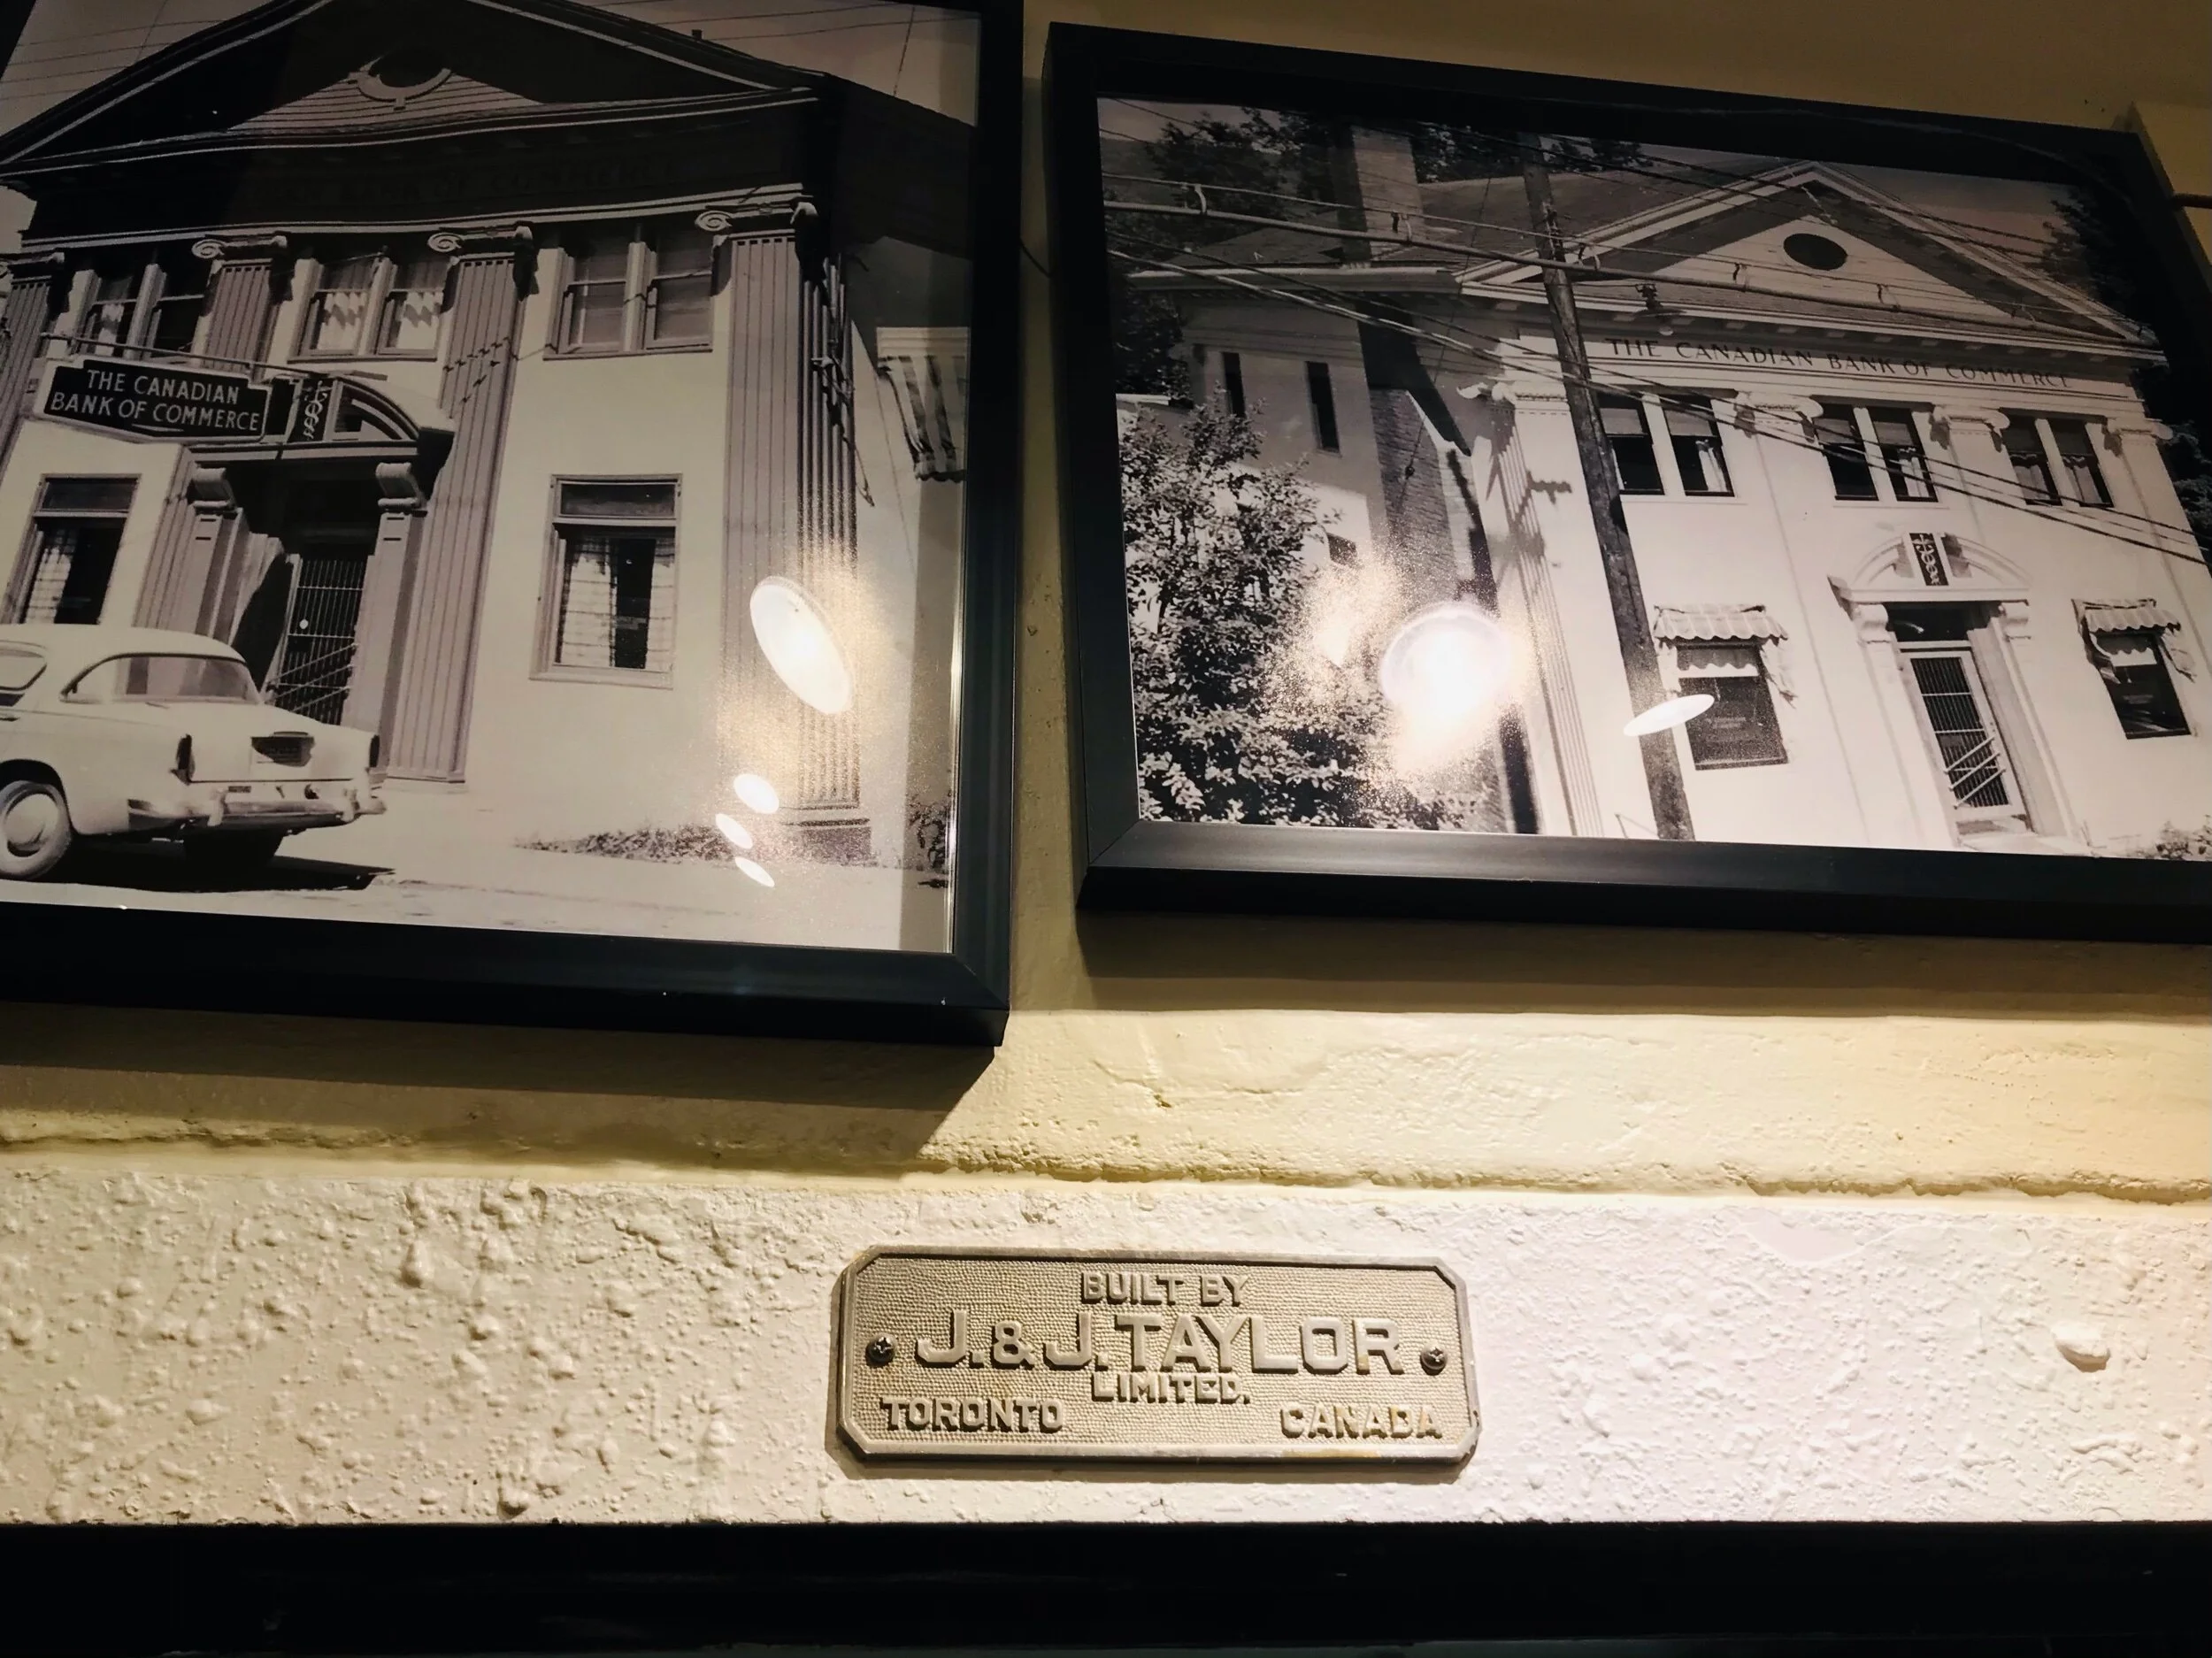 THE CANADIAN
BANK OF COMMERCE
THE CANADIAN BANK OF COMMERCE
BUILT BY
J. & J. TAYLOR
LIMITED.
TORONTO CANADA